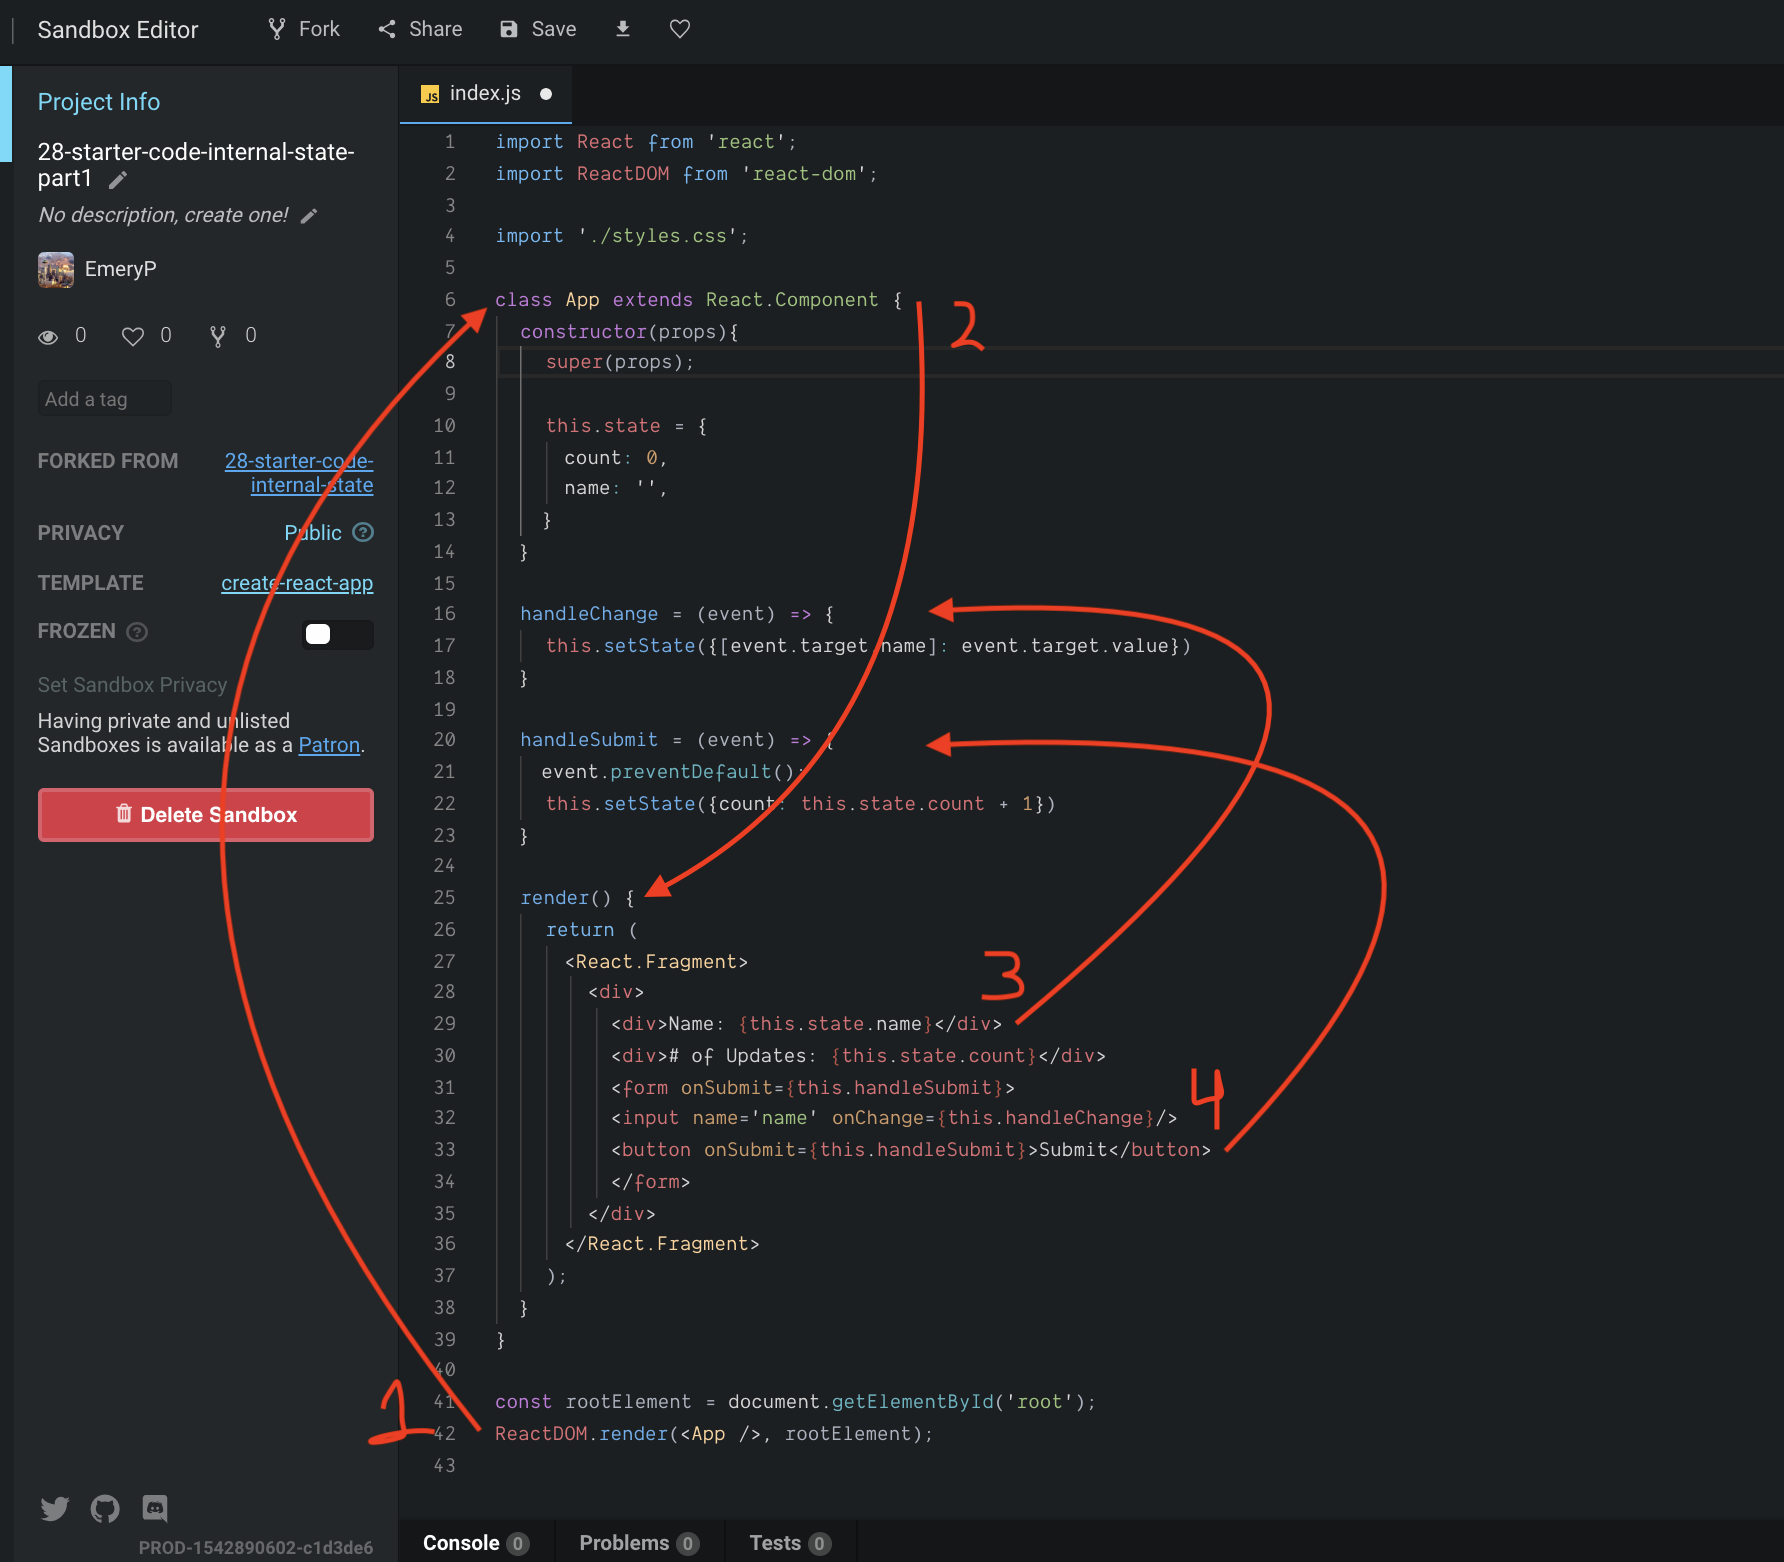 Sandbox Editor
Fork
Share
Save
Project Info
28-starter-code-internal-state-
part1
No description, create one!
EmeryP
0 0 0
Add a tag
FORKED FROM 28-starter-code-
internal-state
PRIVACY Public ?
TEMPLATE create-react-app
FROZEN ?
Set Sandbox Privacy
Having private and unlisted
Sandboxes is available as a Patron.
Delete Sandbox
PROD-1542890602-c1d3de6
JS index.js
1 import React from 'react';
2 import ReactDOM from 'react-dom';
3
4 import './styles.css';
5
6 class App extends React.Component {
2
7 constructor(props){
8 super(props);
9
10 this.state = {
11 count: 0,
12 name: '',
13 }
14 }
15
16 handleChange = (event) => {
17 this.setState({[event.target.name]: event.target.value})
18 }
19
20 handleSubmit = (event) => {
21 event.preventDefault();
22 this.setState({count: this.state.count + 1})
23 }
24
25 render() {
26 return (
27 <React.Fragment>
3
28 <div>
29 <div>Name: {this.state.name}</div>
30 <div># of Updates: {this.state.count}</div>
31 <form onSubmit={this.handleSubmit}>
4
32 <input name='name' onChange={this.handleChange}/>
33 <button onSubmit={this.handleSubmit}>Submit</button>
34 </form>
35 </div>
36 </React.Fragment>
37 );
38 }
39 }
40
41 const rootElement = document.getElementById('root');
1
42 ReactDOM.render(<App />, rootElement);
43
Console 0 Problems 0 Tests 0